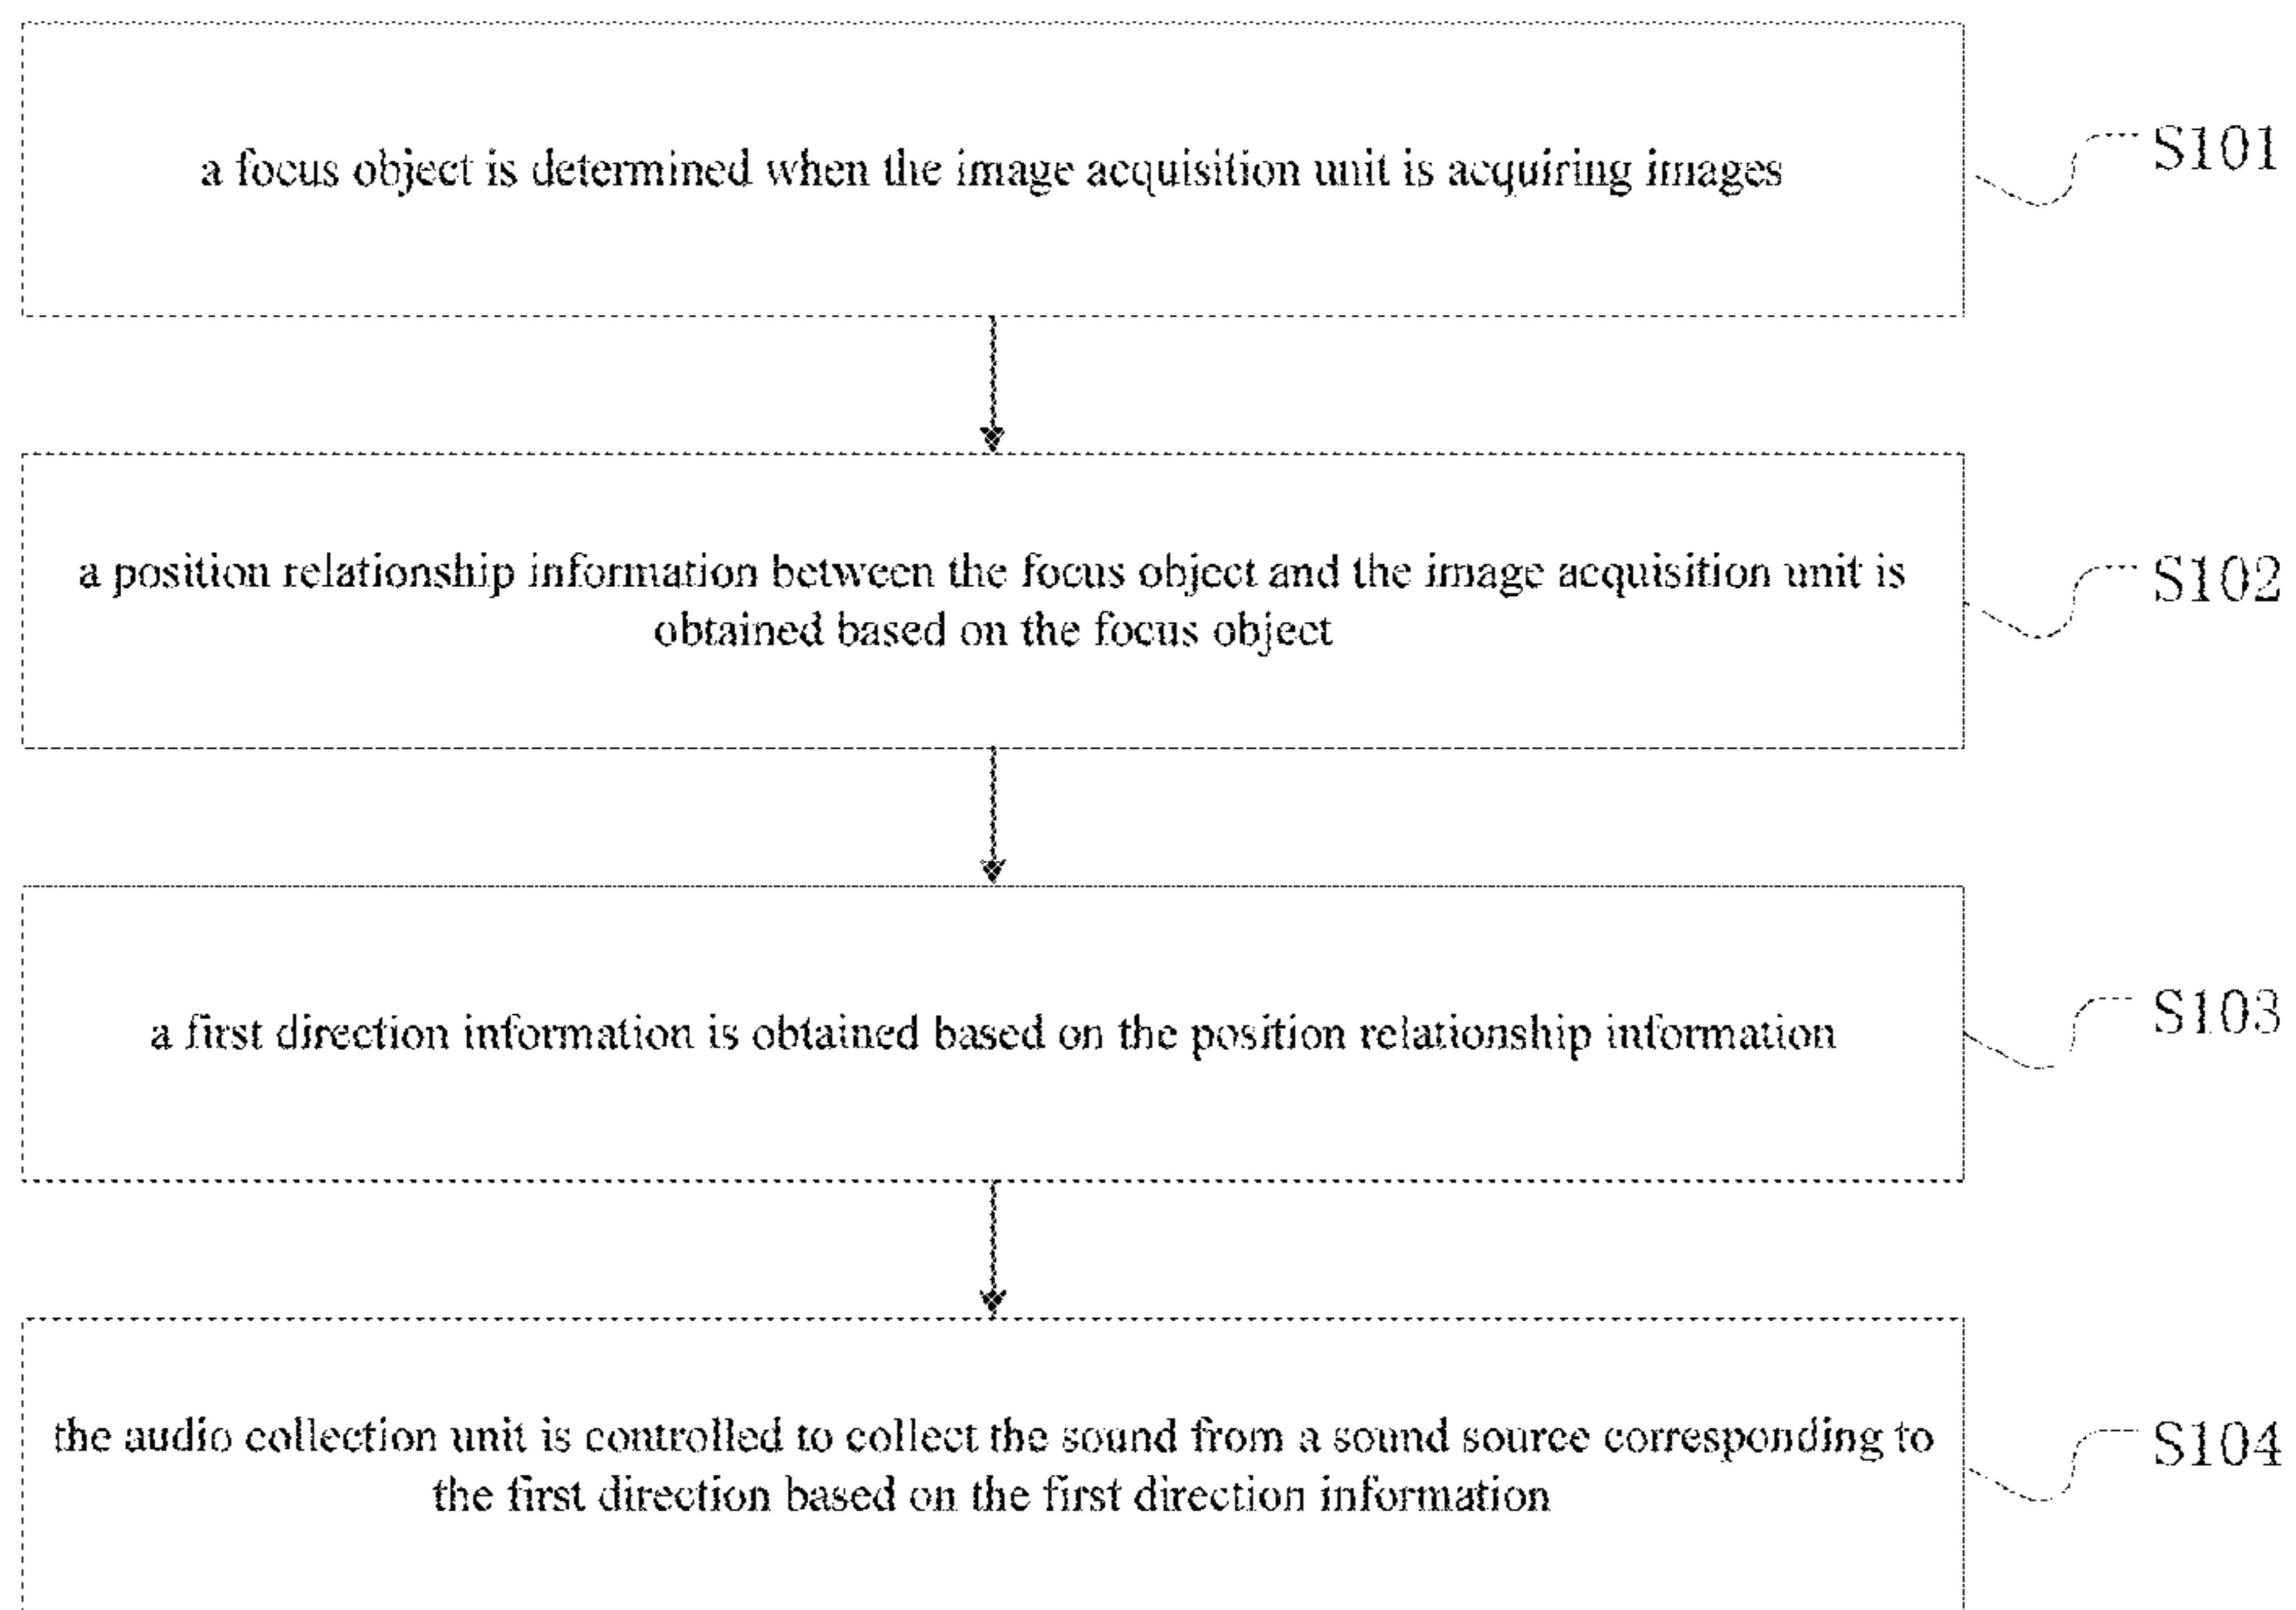 a focus object is determined when the image acquisition unit is acquiring images
S101
a position relationship information between the focus object and the image acquisition unit is
obtained based on the focus object
S102
a first direction information is obtained based on the position relationship information
S103
the audio collection unit is controlled to collect the sound from a sound source corresponding to
the first direction based on the first direction information
S104